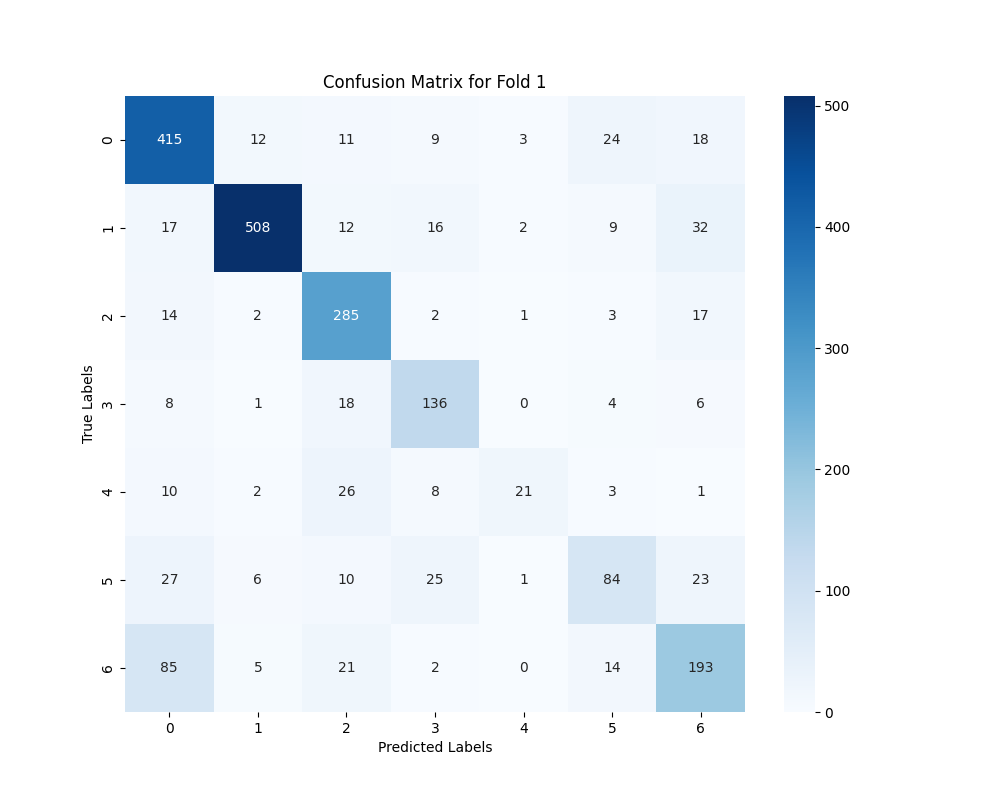 Confusion Matrix for Fold 1
True Labels
0 415 12 11 9 3 24 18
1 17 508 12 16 2 9 32
2 14 2 285 2 1 3 17
3 8 1 18 136 0 4 6
4 10 2 26 8 21 3 1
5 27 6 10 25 1 84 23
6 85 5 21 2 0 14 193
0 1 2 3 4 5 6
Predicted Labels
500
400
300
200
100
0